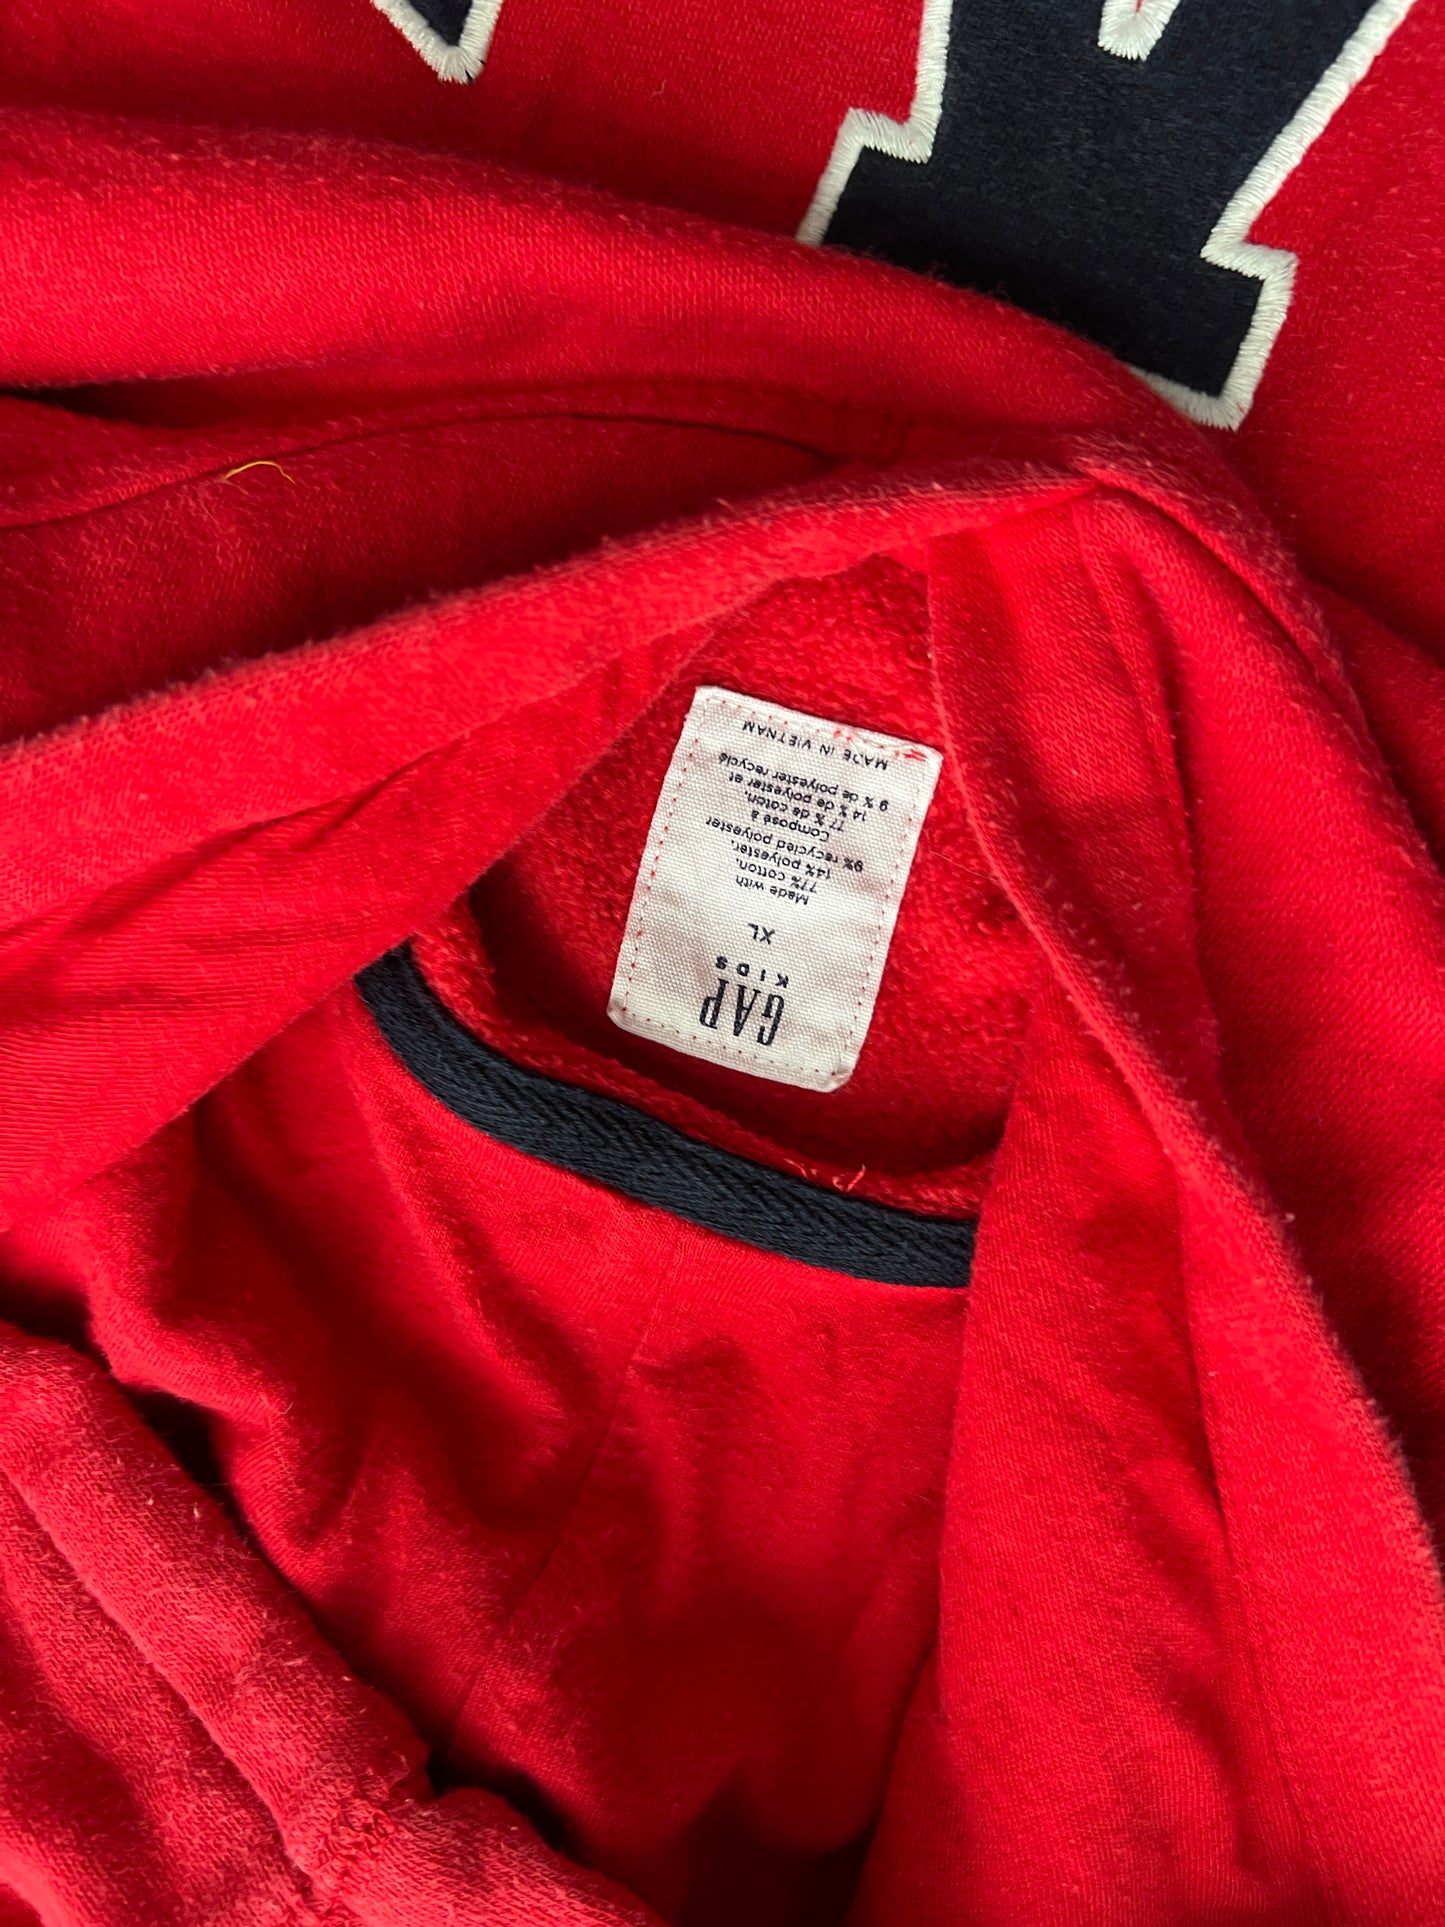 GAP
KIDS
XL
Made with
77% cotton,
14% polyester,
9% recycled polyester
Composé à
77 % de coton,
14 % de polyester et
9 % de polyester recyclé
MADE IN VIETNAM